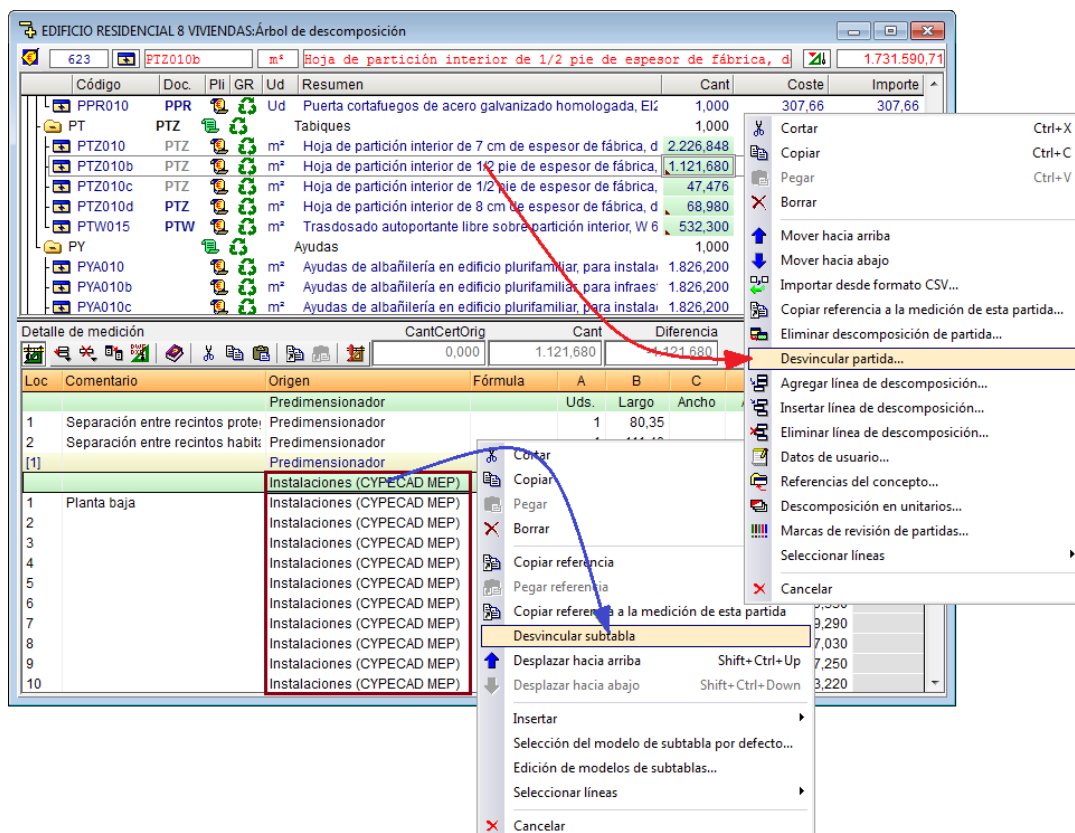 EDIFICIO RESIDENCIAL 8 VIVIENDAS:Árbol de descomposición
623 PTZ010b m² Hoja de partición interior de 1/2 pie de espesor de fábrica, d 1.731.590,71
Código Doc. Pli GR Ud Resumen Cant Coste Importe
PPR010 PPR Ud Puerta cortafuegos de acero galvanizado homologada, EI2 1,000 307,66 307,66
PT PTZ Tabiques 1,000
PTZ010 PTZ m² Hoja de partición interior de 7 cm de espesor de fábrica, d 2.226,848
PTZ010b PTZ m² Hoja de partición interior de 1/2 pie de espesor de fábrica, 1.121,680
PTZ010c PTZ m² Hoja de partición interior de 1/2 pie de espesor de fábrica, 47,476
PTZ010d PTZ m² Hoja de partición interior de 8 cm de espesor de fábrica, d 68,980
PTW015 PTW m² Trasdosado autoportante libre sobre partición interior, W 6 532,300
PY Ayudas 1,000
PYA010 m² Ayudas de albañilería en edificio plurifamiliar, para instala 1.826,200
PYA010b m² Ayudas de albañilería en edificio plurifamiliar, para infraes 1.826,200
PYA010c m² Ayudas de albañilería en edificio plurifamiliar, para instala 1.826,200
Cortar Ctrl+X
Copiar Ctrl+C
Pegar Ctrl+V
Borrar
Mover hacia arriba
Mover hacia abajo
Importar desde formato CSV...
Copiar referencia a la medición de esta partida...
Eliminar descomposición de partida...
Desvincular partida...
Agregar línea de descomposición...
Insertar línea de descomposición...
Eliminar línea de descomposición...
Datos de usuario...
Referencias del concepto...
Descomposición en unitarios...
Marcas de revisión de partidas...
Seleccionar líneas
Cancelar
Detalle de medición CantCertOrig Cant Diferencia
0,000 1.121,680 -1.121,680
Loc Comentario Origen Fórmula A B C
Predimensionador Uds. Largo Ancho
1 Separación entre recintos prote Predimensionador 1 80,35
2 Separación entre recintos habita Predimensionador
[1] Predimensionador
Instalaciones (CYPECAD MEP)
1 Planta baja Instalaciones (CYPECAD MEP)
2 Instalaciones (CYPECAD MEP)
3 Instalaciones (CYPECAD MEP)
4 Instalaciones (CYPECAD MEP)
5 Instalaciones (CYPECAD MEP)
6 Instalaciones (CYPECAD MEP)
7 Instalaciones (CYPECAD MEP) 9,290
8 Instalaciones (CYPECAD MEP) 7,030
9 Instalaciones (CYPECAD MEP) 7,250
10 Instalaciones (CYPECAD MEP) 3,220
Cortar
Copiar
Pegar
Borrar
Copiar referencia
Pegar referencia
Copiar referencia a la medición de esta partida
Desvincular subtabla
Desplazar hacia arriba Shift+Ctrl+Up
Desplazar hacia abajo Shift+Ctrl+Down
Insertar
Selección del modelo de subtabla por defecto...
Edición de modelos de subtablas...
Seleccionar líneas
Cancelar